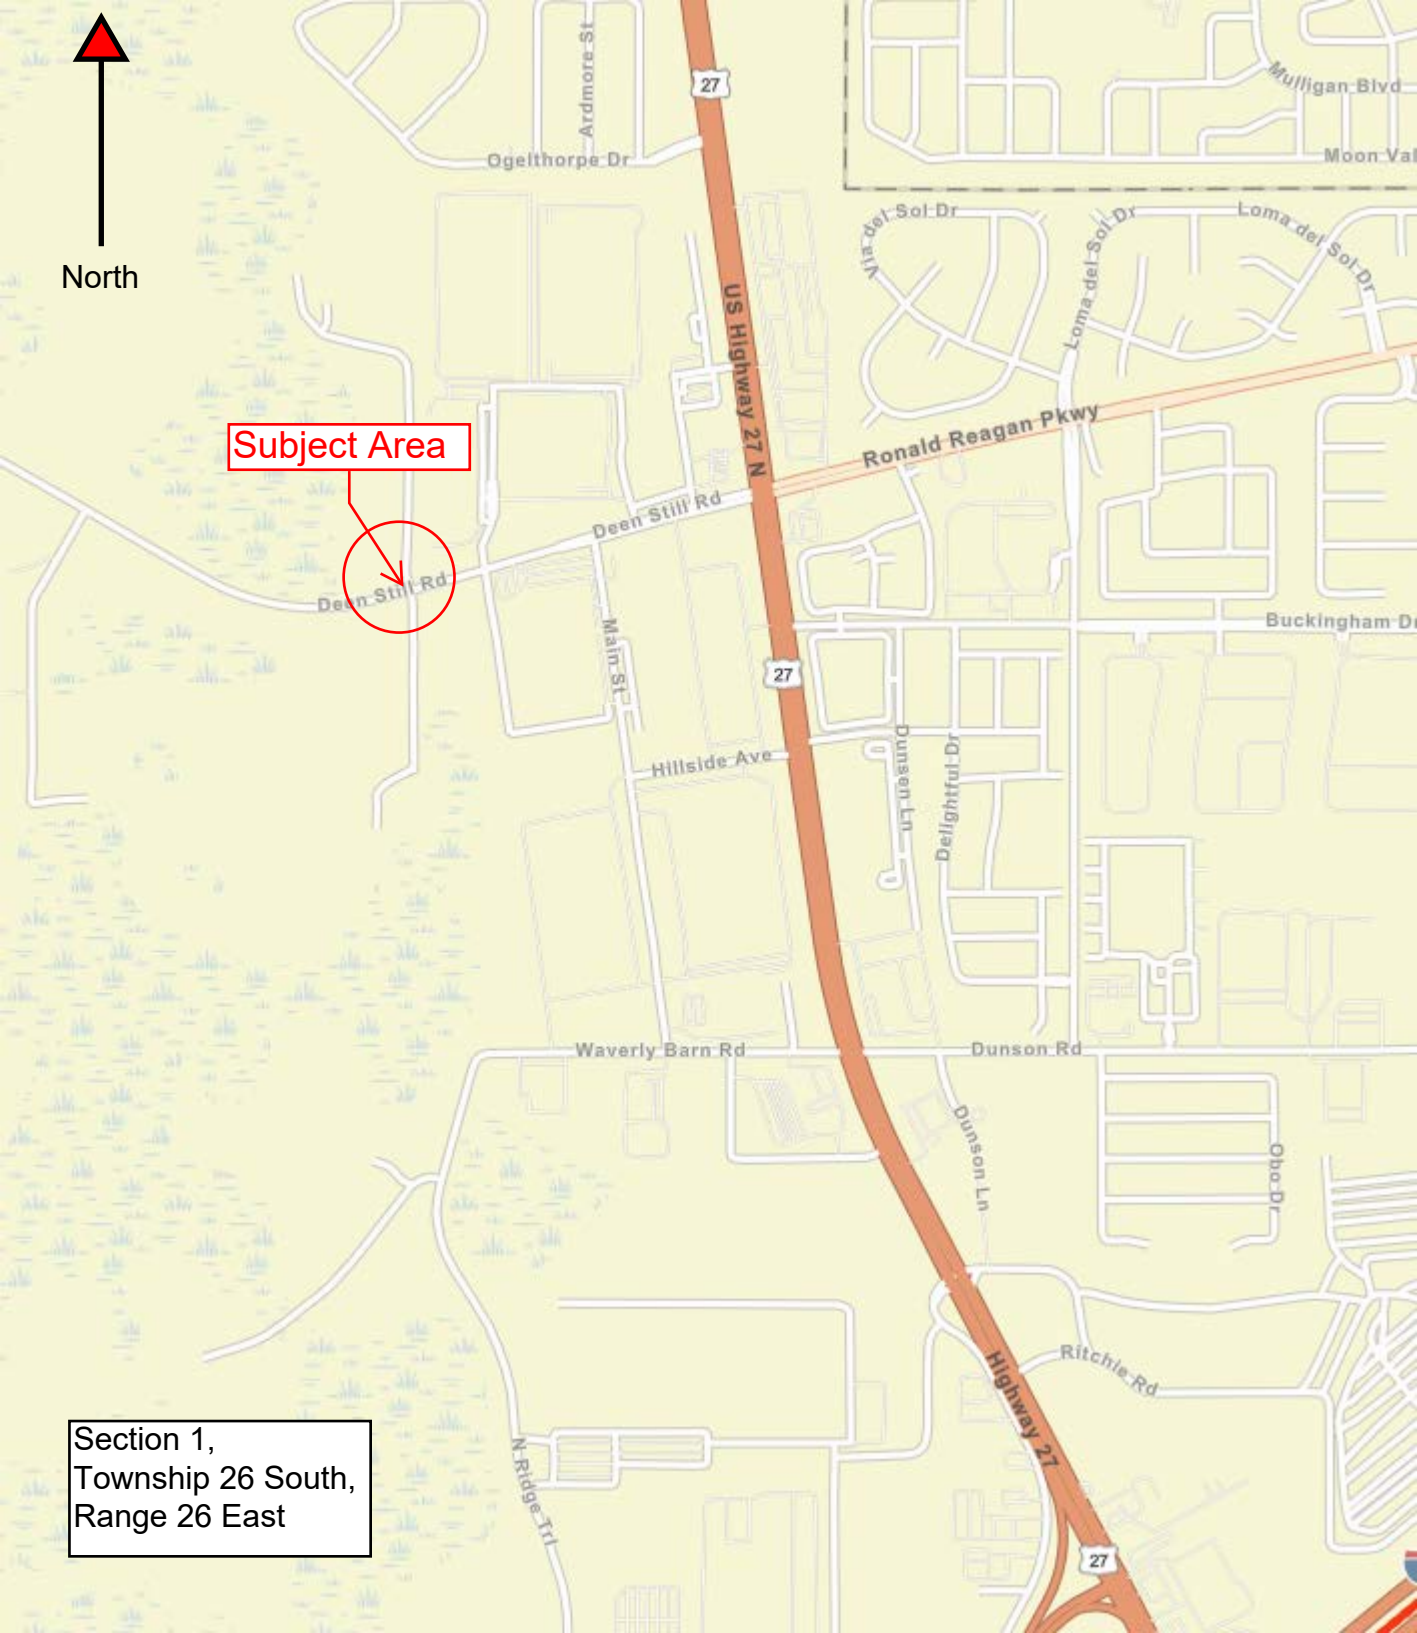 Mulligan Blvd
Ardmore St
27
Ogelthorpe Dr
Moon Val
North
Via del Sol Dr
Loma del Sol Dr
Loma del Sol Dr
US Highway 27 N
Ronald Reagan Pkwy
Subject Area
Deen Still Rd
Deen Still Rd
Main St
Buckingham Dr
27
Hillside Ave
Dunsen Ln
Delightful Dr
Waverly Barn Rd
Dunson Rd
Dunson Ln
Obo Dr
Ritchie Rd
Highway 27
N Ridge Trl
Section 1,
Township 26 South,
Range 26 East
27